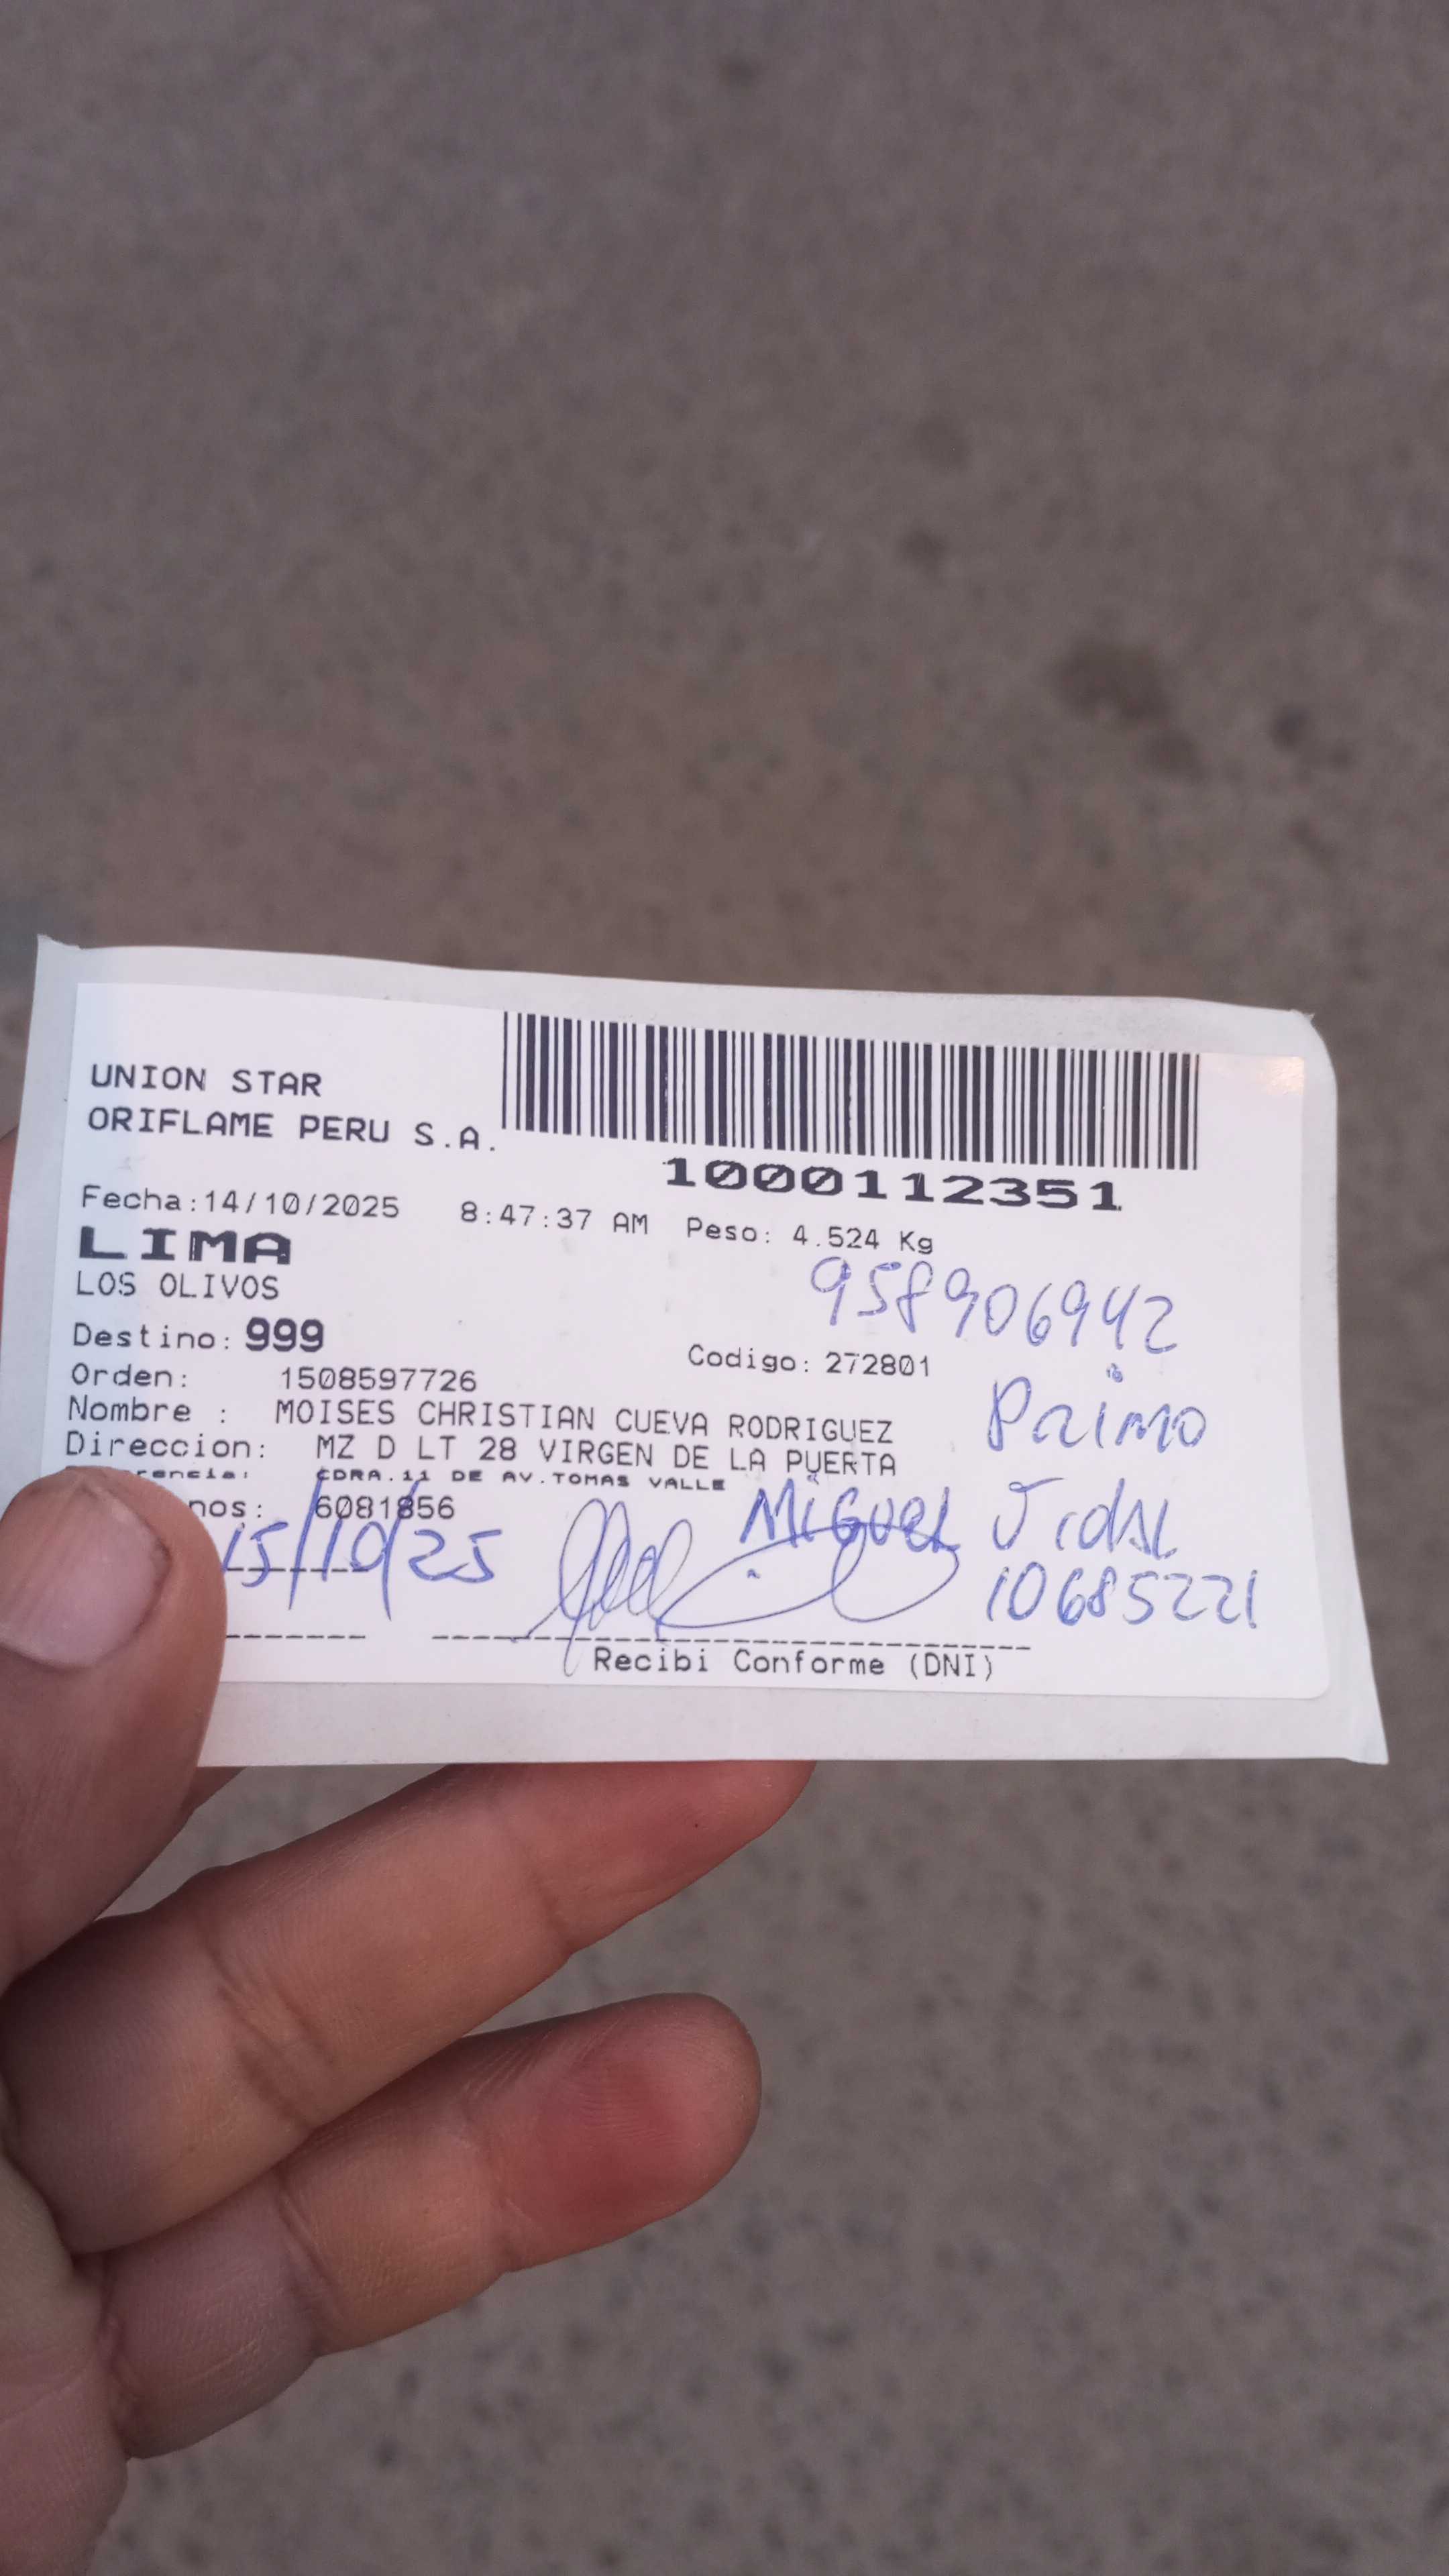 UNION STAR
ORIFLAME PERU S.A.
1000112351
Fecha:14/10/2025 8:47:37 AM Peso: 4.524 Kg
LIMA
958906942
LOS OLIVOS
Destino: 999
Codigo: 272801
Orden: 1508597726
Primo
Nombre : MOISES CHRISTIAN CUEVA RODRIGUEZ
Direccion: MZ D LT 28 VIRGEN DE LA PUERTA
CDRA.11 DE AV.TOMAS VALLE
6081856
Miguel Vidal
15/10/25
10685221
Recibi Conforme (DNI)